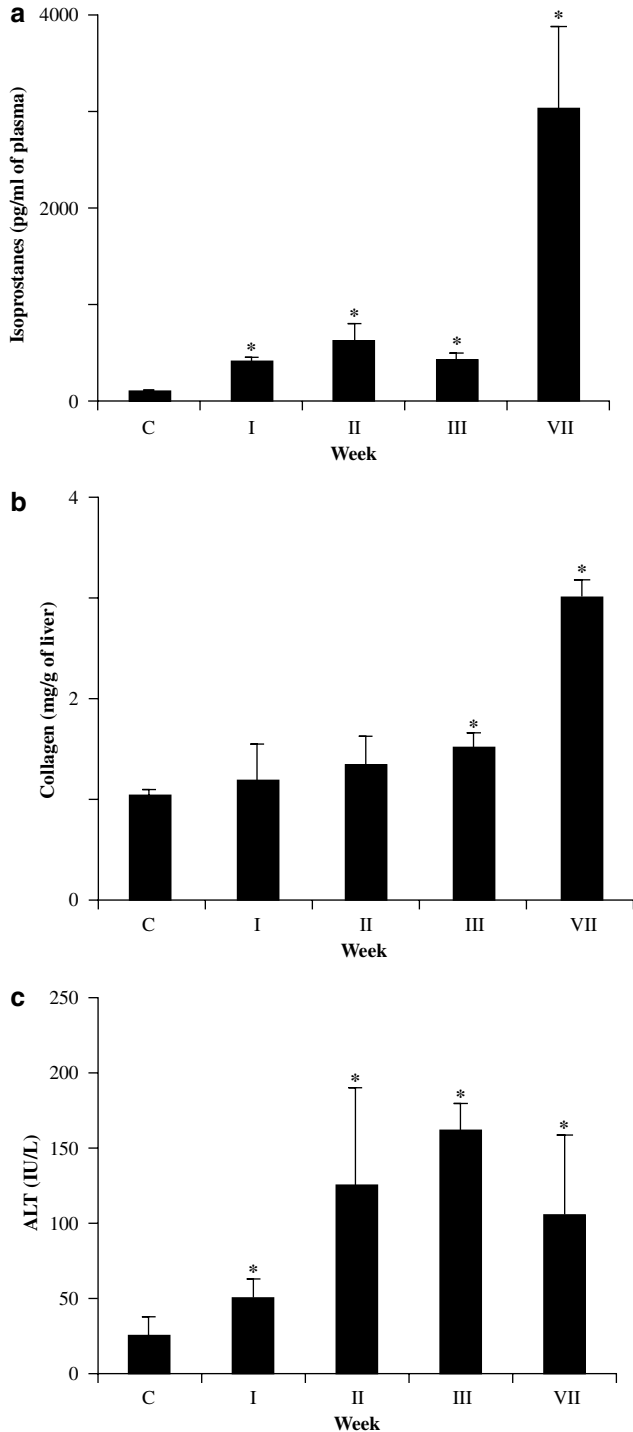 a
4000
2000
0
Isoprostanes (pg/ml of plasma)
*
*
*
*
C I II III VII
Week
b
4
2
0
Collagen (mg/g of liver)
*
*
C I II III VII
Week
c
250
200
150
100
50
0
ALT (IU/L)
*
*
*
*
C I II III VII
Week